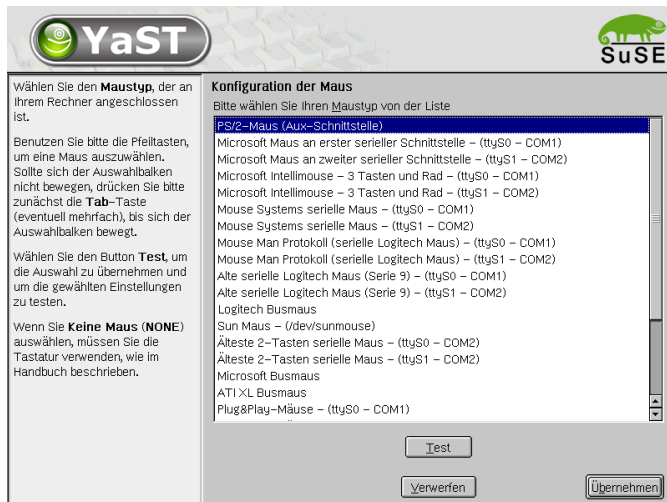 YaST
SuSE
Wählen Sie den Maustyp, der an
Ihrem Rechner angeschlossen
ist.
Benutzen Sie bitte die Pfeiltasten,
um eine Maus auszuwählen.
Sollte sich der Auswahlbalken
nicht bewegen, drücken Sie bitte
zunächst die Tab-Taste
(eventuell mehrfach), bis sich der
Auswahlbalken bewegt.
Wählen Sie den Button Test, um
die Auswahl zu übernehmen und
um die gewählten Einstellungen
zu testen.
Wenn Sie Keine Maus (NONE)
auswählen, müssen Sie die
Tastatur verwenden, wie im
Handbuch beschrieben.
Konfiguration der Maus
Bitte wählen Sie Ihren Maustyp von der Liste
PS/2-Maus (Aux-Schnittstelle)
Microsoft Maus an erster serieller Schnittstelle - (ttyS0 - COM1)
Microsoft Maus an zweiter serieller Schnittstelle - (ttyS1 - COM2)
Microsoft Intellimouse - 3 Tasten und Rad - (ttyS0 - COM1)
Microsoft Intellimouse - 3 Tasten und Rad - (ttyS1 - COM2)
Mouse Systems serielle Maus - (ttyS0 - COM1)
Mouse Systems serielle Maus - (ttyS1 - COM2)
Mouse Man Protokoll (serielle Logitech Maus) - (ttyS0 - COM1)
Mouse Man Protokoll (serielle Logitech Maus) - (ttyS1 - COM2)
Alte serielle Logitech Maus (Serie 9) - (ttyS0 - COM1)
Alte serielle Logitech Maus (Serie 9) - (ttyS1 - COM2)
Logitech Busmaus
Sun Maus - (/dev/sunmouse)
Älteste 2-Tasten serielle Maus - (ttyS0 - COM2)
Älteste 2-Tasten serielle Maus - (ttyS1 - COM2)
Microsoft Busmaus
ATI XL Busmaus
Plug&Play-Mäuse - (ttyS0 - COM1)
Test
Verwerfen
Übernehmen